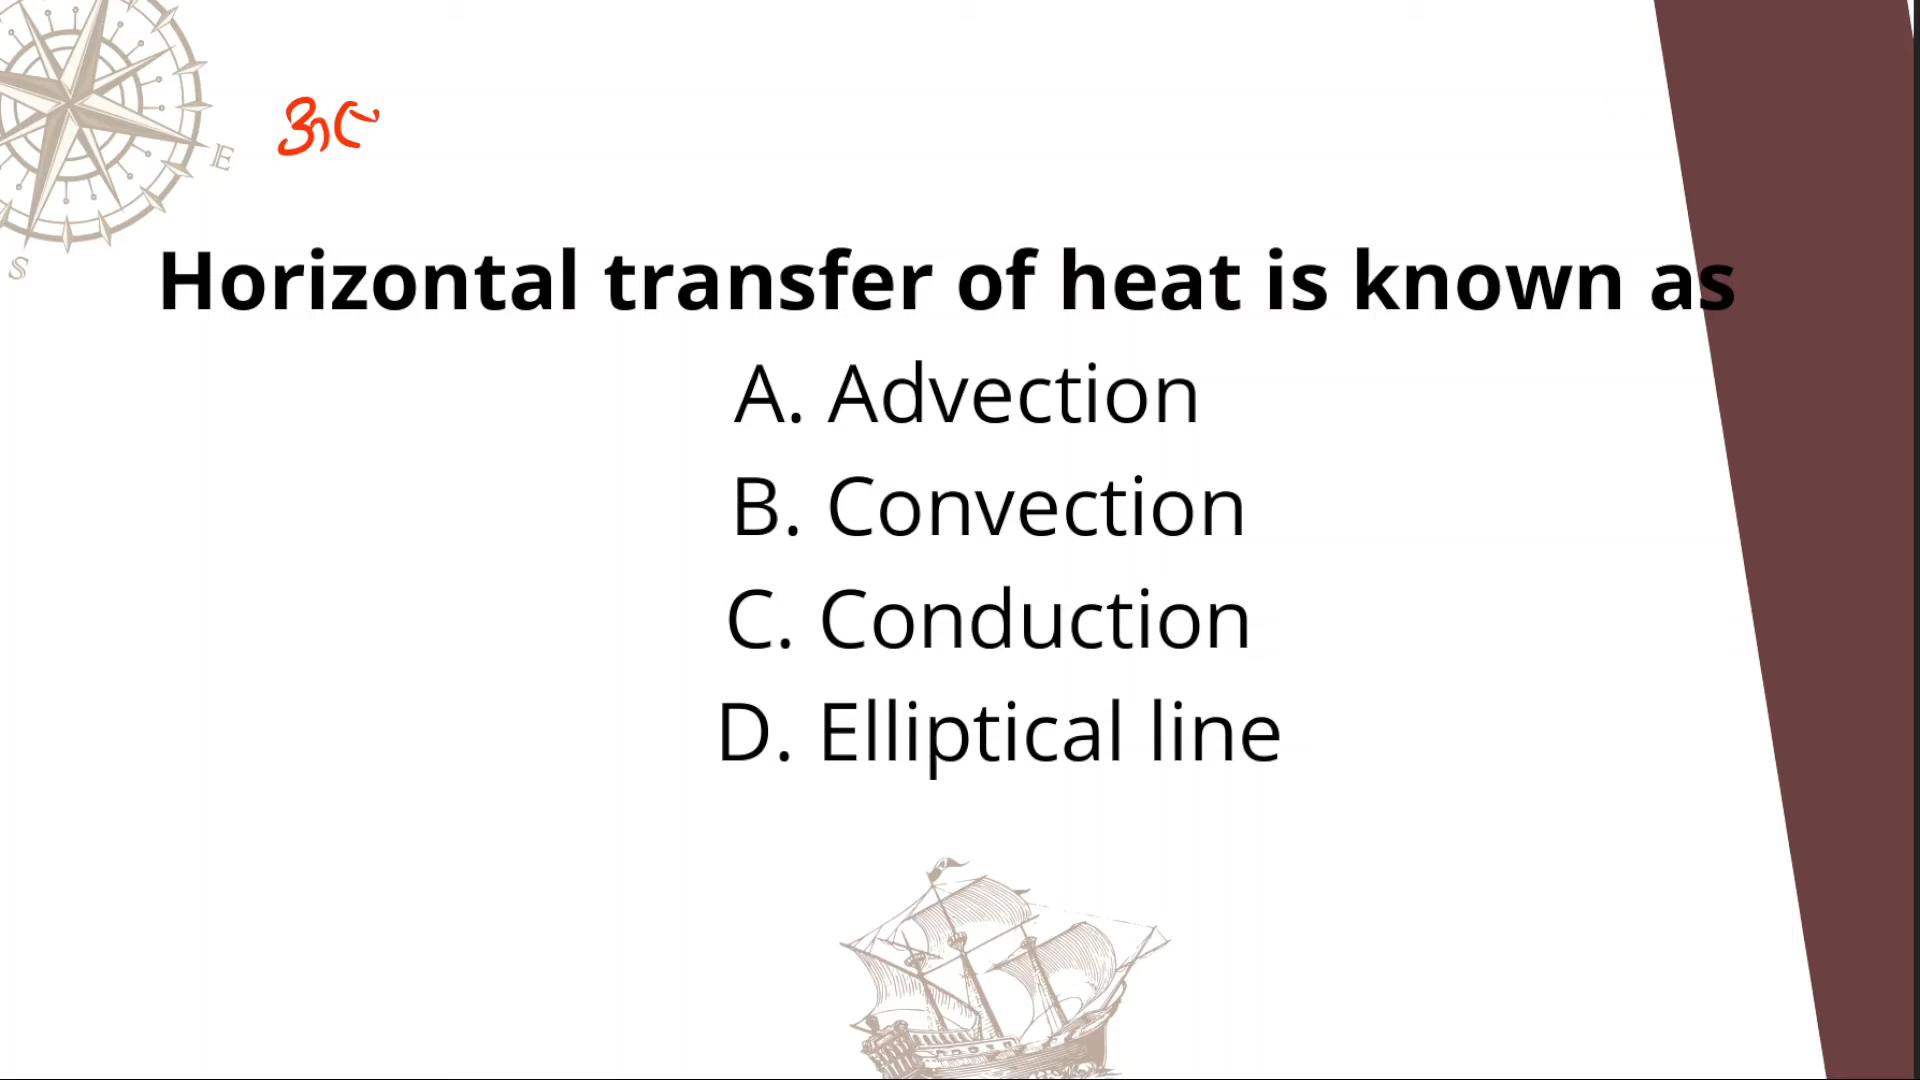 E
S
Horizontal transfer of heat is known as
A. Advection
B. Convection
C. Conduction
D. Elliptical line